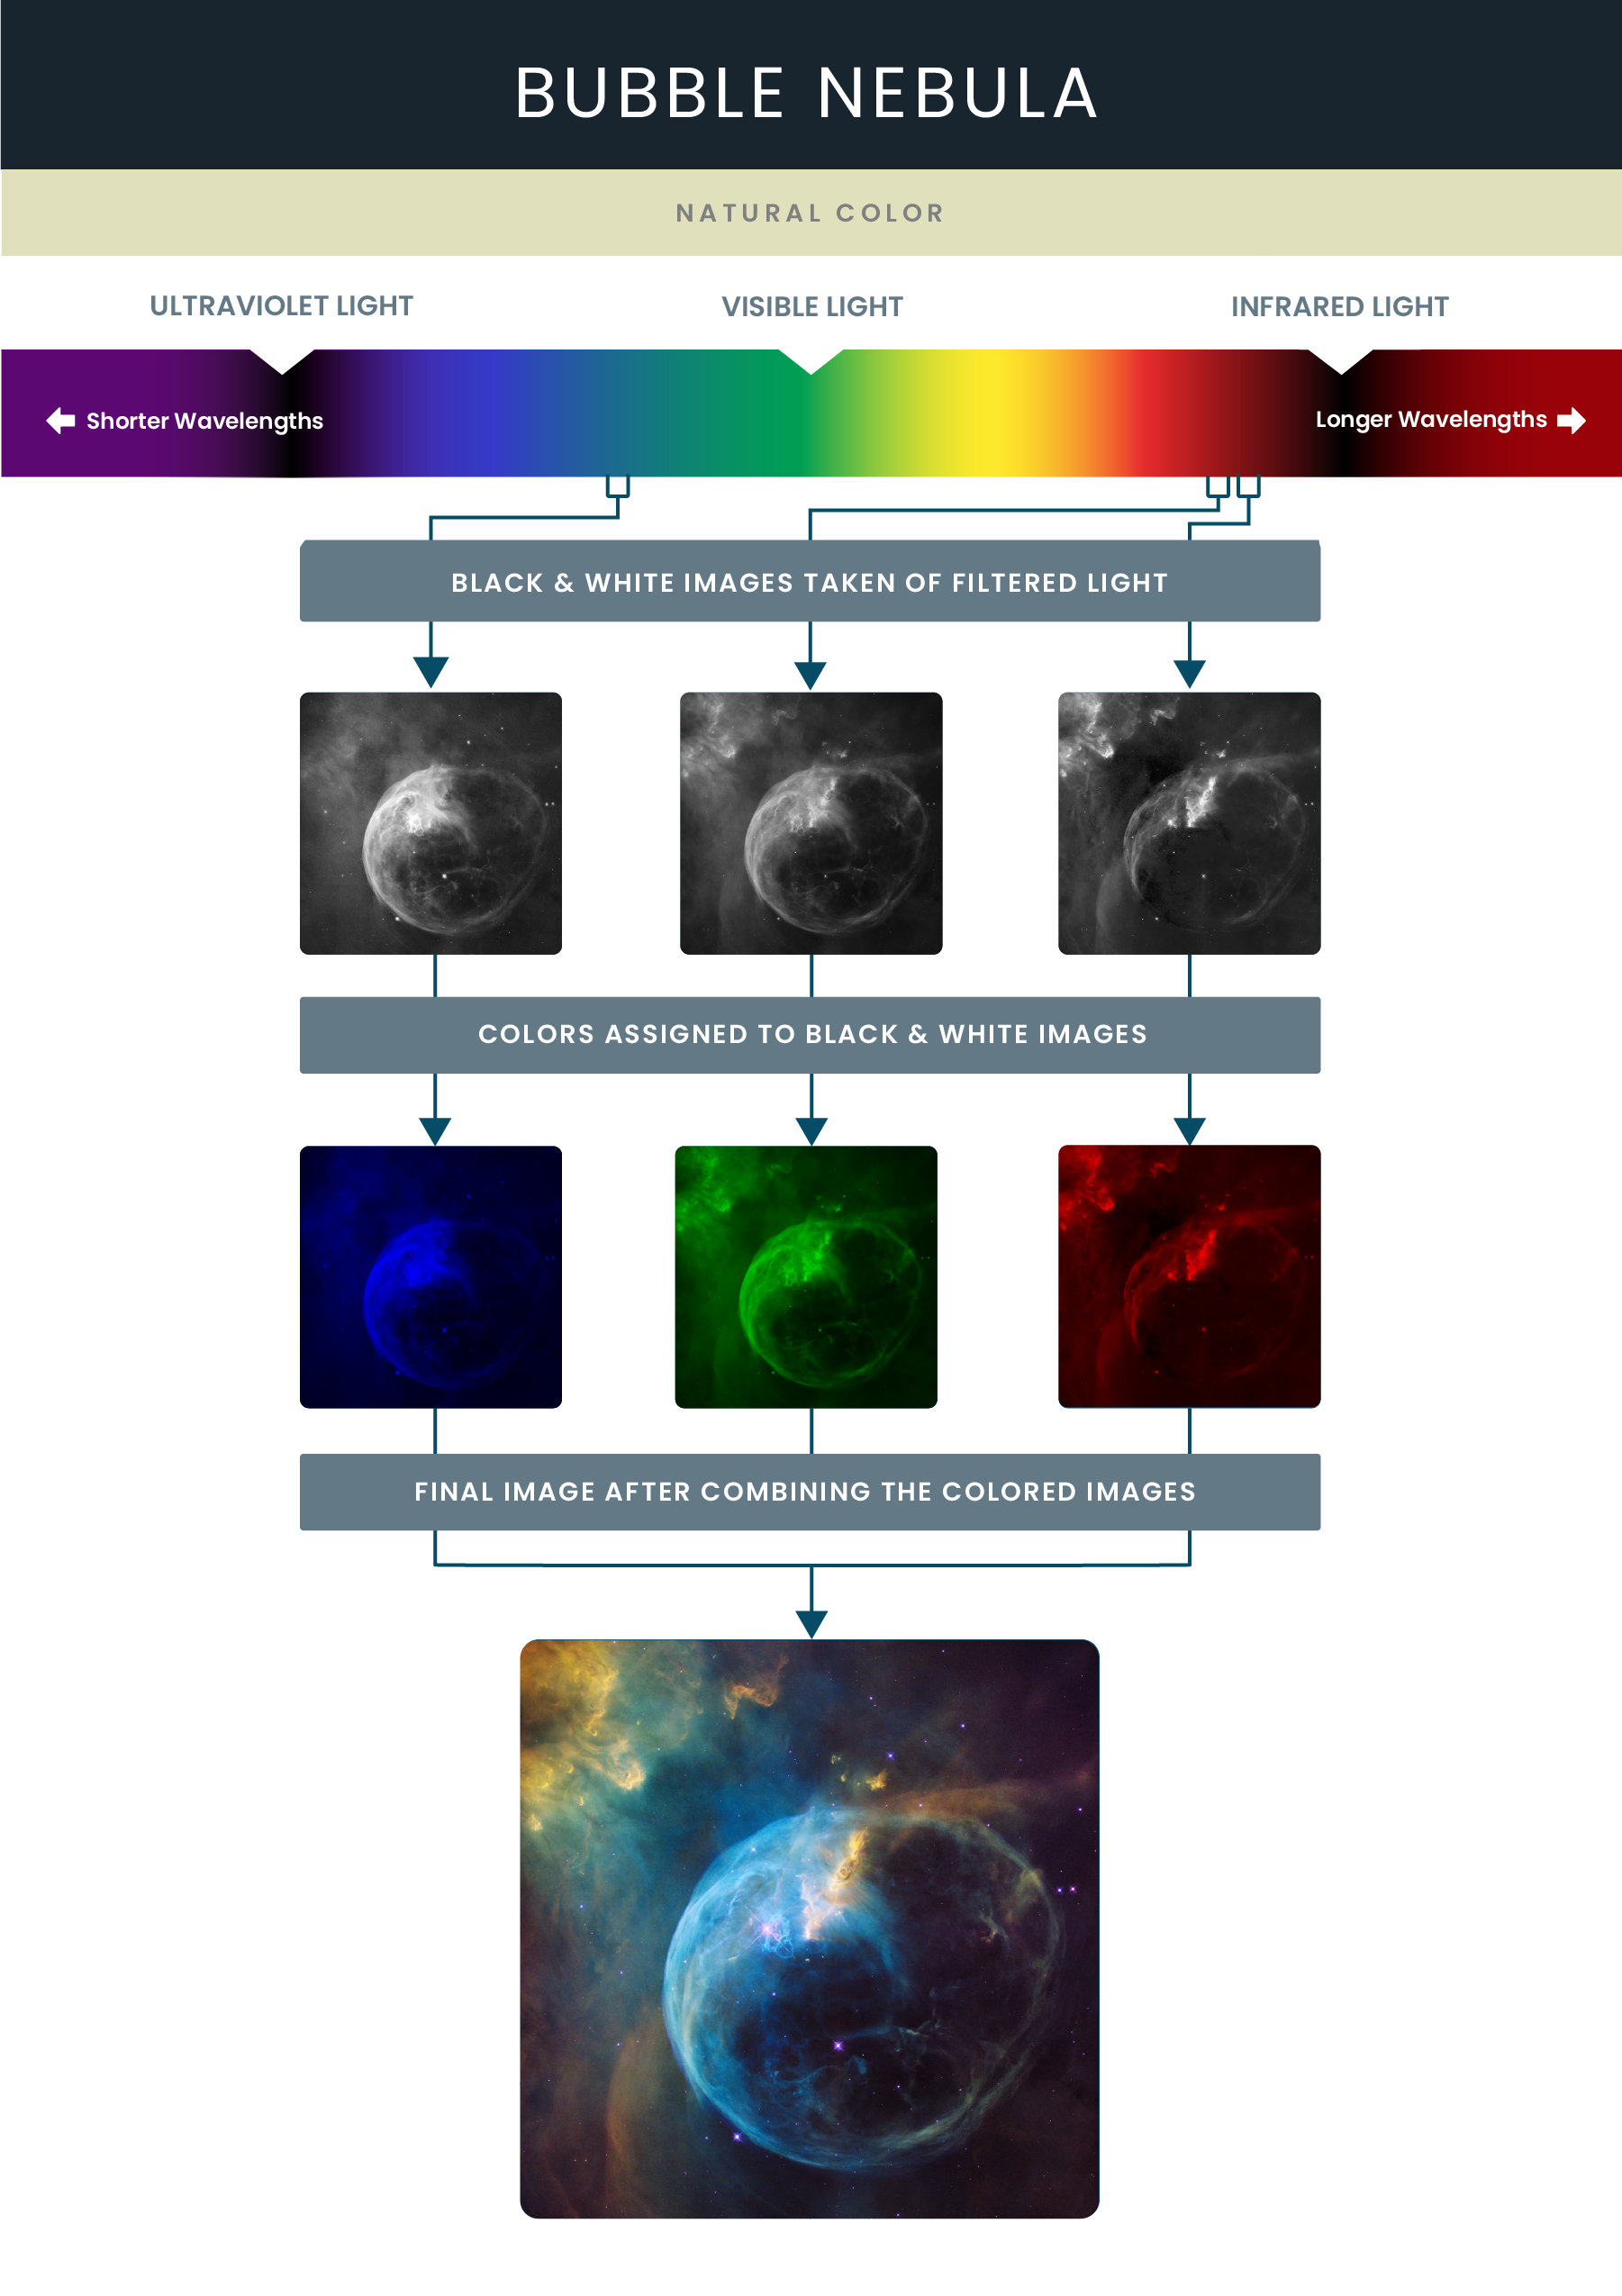 BUBBLE NEBULA
NATURAL COLOR
ULTRAVIOLET LIGHT
VISIBLE LIGHT
INFRARED LIGHT
Shorter Wavelengths
Longer Wavelengths
BLACK & WHITE IMAGES TAKEN OF FILTERED LIGHT
COLORS ASSIGNED TO BLACK & WHITE IMAGES
FINAL IMAGE AFTER COMBINING THE COLORED IMAGES